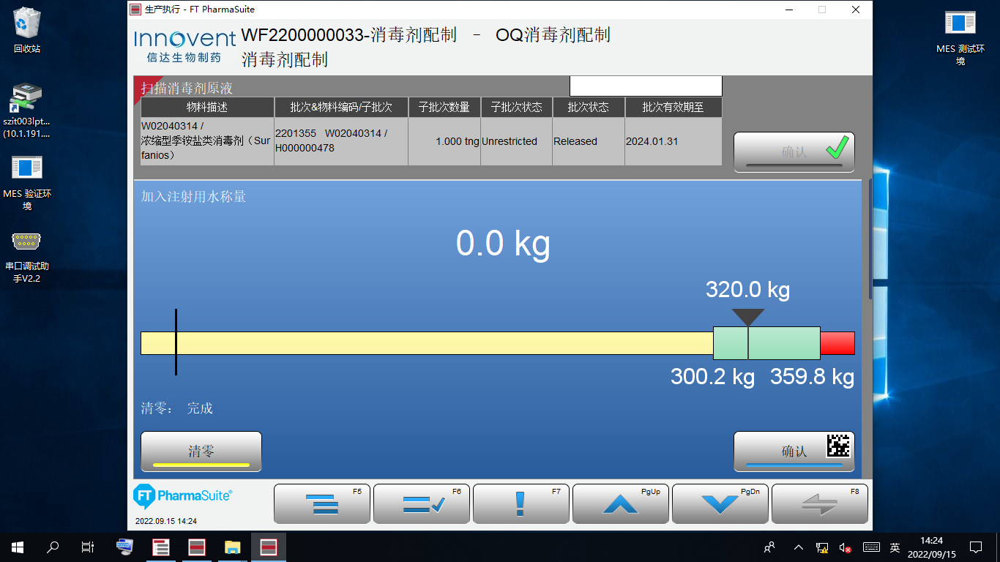 生产执行 - FT PharmaSuite
Innovent
信达生物制药
WF2200000033-消毒剂配制 - OQ消毒剂配制
消毒剂配制
扫描消毒剂原液
物料描述 批次&物料编码/子批次 子批次数量 子批次状态 批次状态 批次有效期至
W02040314 /
浓缩型季铵盐类消毒剂（Sur
fanios）
2201355 W02040314 /
H000000478
1.000 tng
Unrestricted
Released
2024.01.31
确认
加入注射用水称量
0.0 kg
320.0 kg
300.2 kg 359.8 kg
清零： 完成
清零
确认
FT PharmaSuite®
2022.09.15 14:24
F5 F6 F7 PgUp PgDn F8
回收站
szit003lpt...
(10.1.191....
MES 验证环
境
串口调试助
手V2.2
MES 测试环
境
英
14:24
2022/09/15